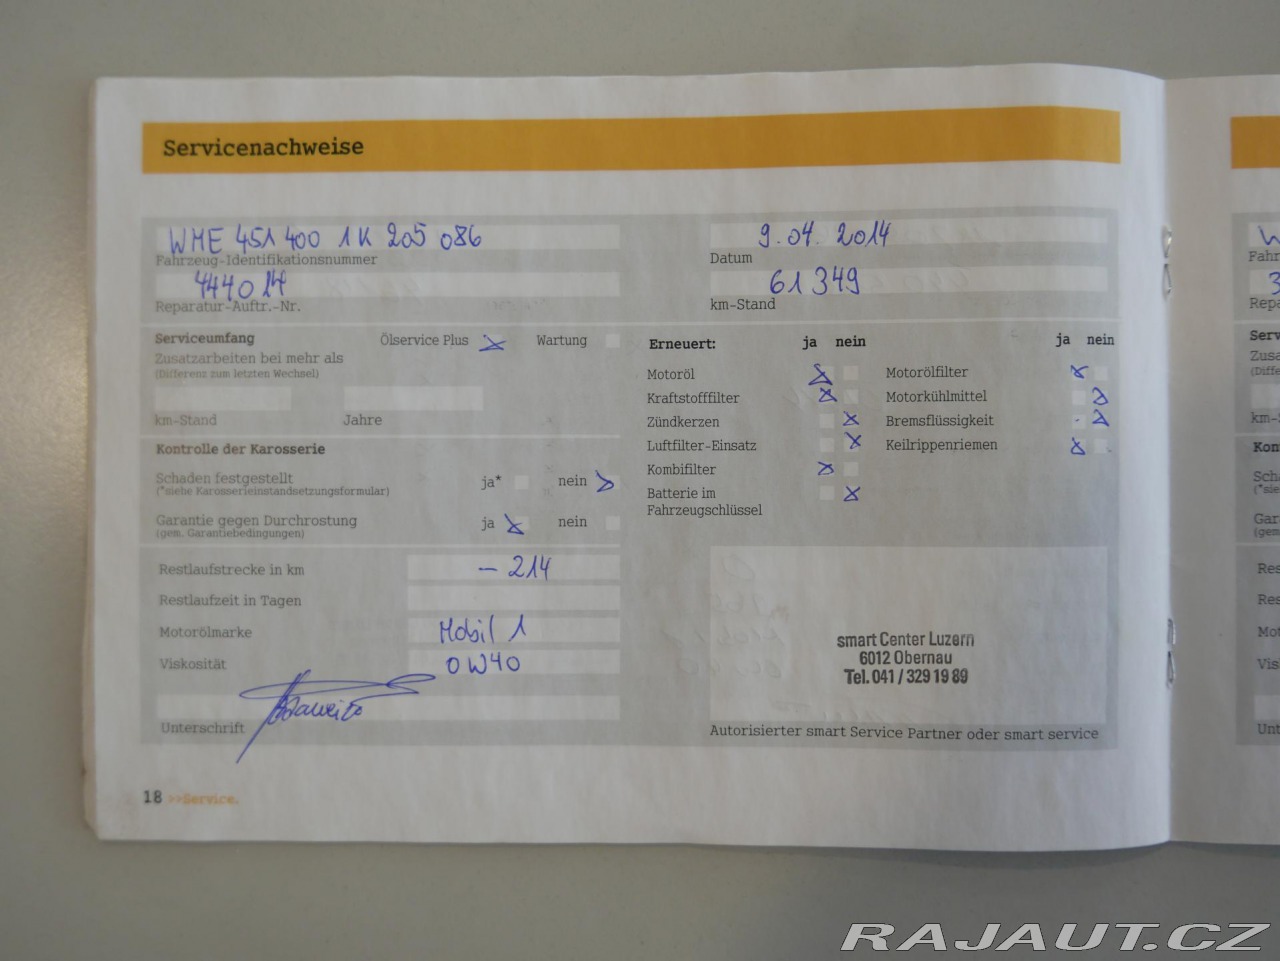 Servicenachweise
WME 451 400 1K 205 086
Fahrzeug-Identifikationsnummer
9.04.2014
Datum
444014
Reparatur-Auftr.-Nr.
61349
km-Stand
Serviceumfang Ölservice Plus Wartung
Zusatzarbeiten bei mehr als
(Differenz zum letzten Wechsel)
km-Stand Jahre
Kontrolle der Karosserie
Schaden festgestellt ja* nein
(*siehe Karosserieinstandsetzungsformular)
Garantie gegen Durchrostung ja nein
(gem. Garantiebedingungen)
Restlaufstrecke in km - 214
Restlaufzeit in Tagen
Motorölmarke Mobil 1
Viskosität 0W40
Unterschrift
Erneuert: ja nein ja nein
Motoröl Motorölfilter
Kraftstofffilter Motorkühlmittel
Zündkerzen Bremsflüssigkeit
Luftfilter-Einsatz Keilrippenriemen
Kombifilter
Batterie im
Fahrzeugschlüssel
smart Center Luzern
6012 Obernau
Tel. 041 / 329 19 89
Autorisierter smart Service Partner oder smart service
18 >>Service.
RAJAUT.CZ